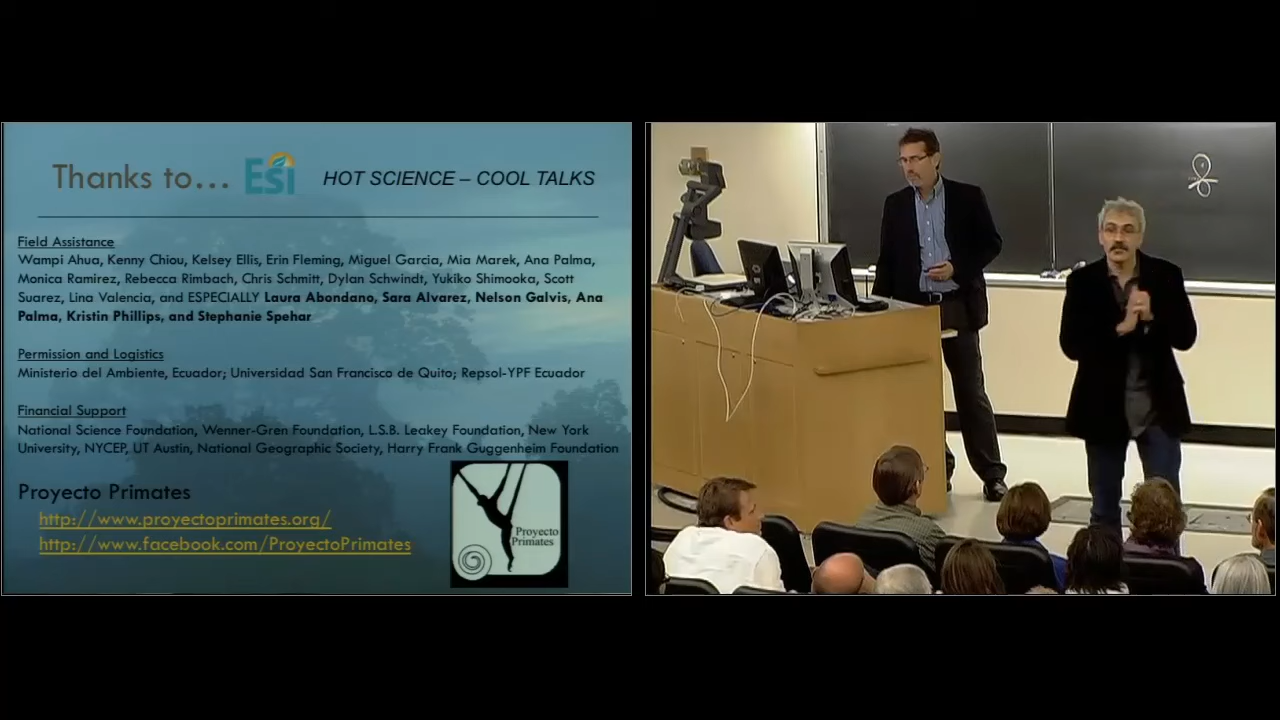 Thanks to… ESI HOT SCIENCE – COOL TALKS
Field Assistance
Wampi Ahua, Kenny Chiou, Kelsey Ellis, Erin Fleming, Miguel Garcia, Mia Marek, Ana Palma,
Monica Ramirez, Rebecca Rimbach, Chris Schmitt, Dylan Schwindt, Yukiko Shimooka, Scott
Suarez, Lina Valencia, and ESPECIALLY Laura Abondano, Sara Alvarez, Nelson Galvis, Ana
Palma, Kristin Phillips, and Stephanie Spehar
Permission and Logistics
Ministerio del Ambiente, Ecuador; Universidad San Francisco de Quito; Repsol-YPF Ecuador
Financial Support
National Science Foundation, Wenner-Gren Foundation, L.S.B. Leakey Foundation, New York
University, NYCEP, UT Austin, National Geographic Society, Harry Frank Guggenheim Foundation
Proyecto Primates
http://www.proyectoprimates.org/
http://www.facebook.com/ProyectoPrimates
Proyecto
Primates